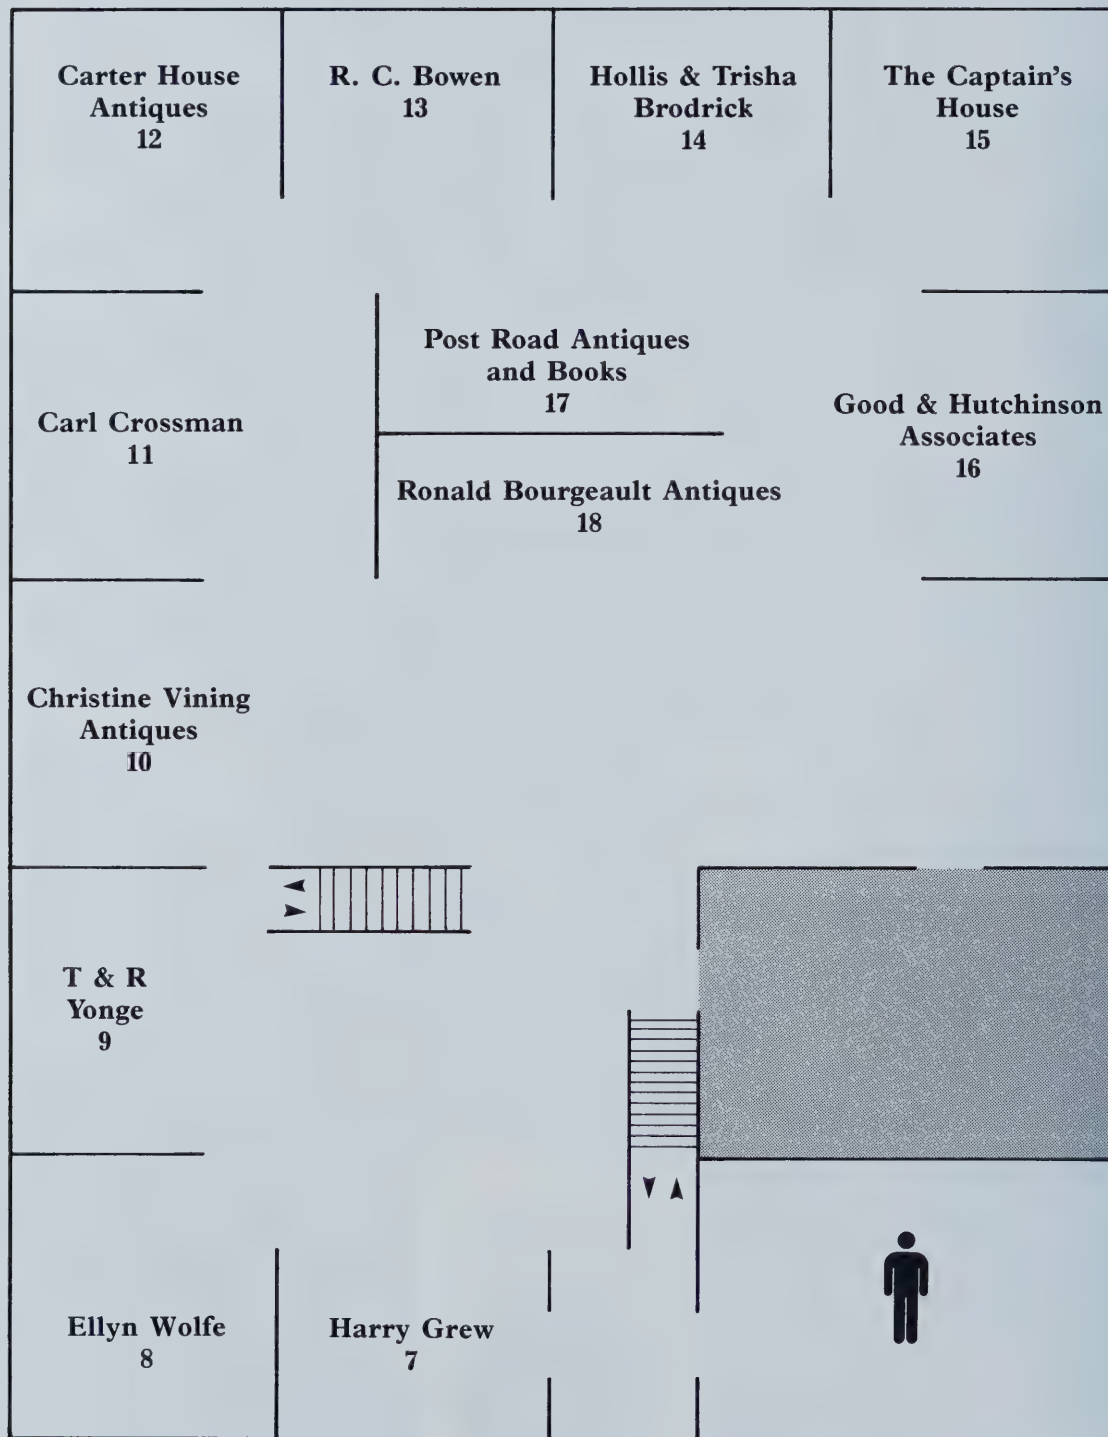 Carter House
Antiques
12
R. C. Bowen
13
Hollis & Trisha
Brodrick
14
The Captain's
House
15
Carl Crossman
11
Post Road Antiques
and Books
17
Ronald Bourgeault Antiques
18
Good & Hutchinson
Associates
16
Christine Vining
Antiques
10
T & R
Yonge
9
Ellyn Wolfe
8
Harry Grew
7